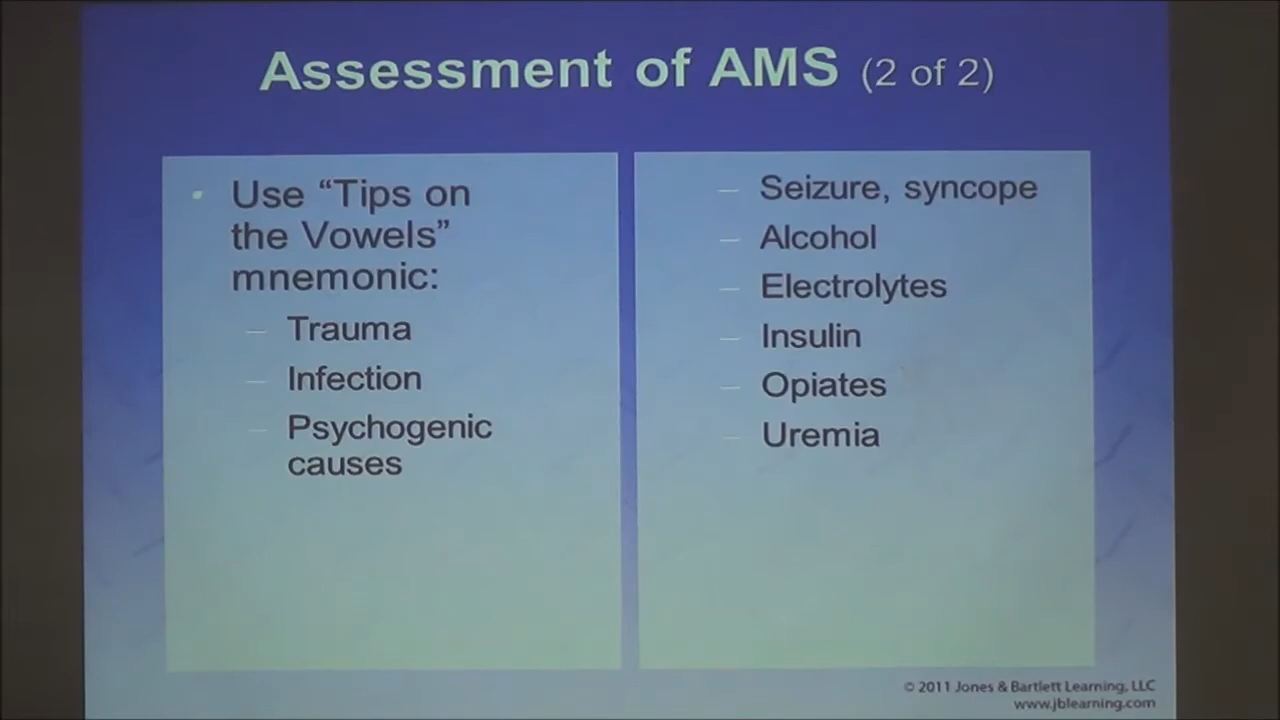 Assessment of AMS (2 of 2)
• Use “Tips on
the Vowels”
mnemonic:
– Trauma
– Infection
– Psychogenic
causes
– Seizure, syncope
– Alcohol
– Electrolytes
– Insulin
– Opiates
– Uremia
© 2011 Jones & Bartlett Learning, LLC
www.jblearning.com